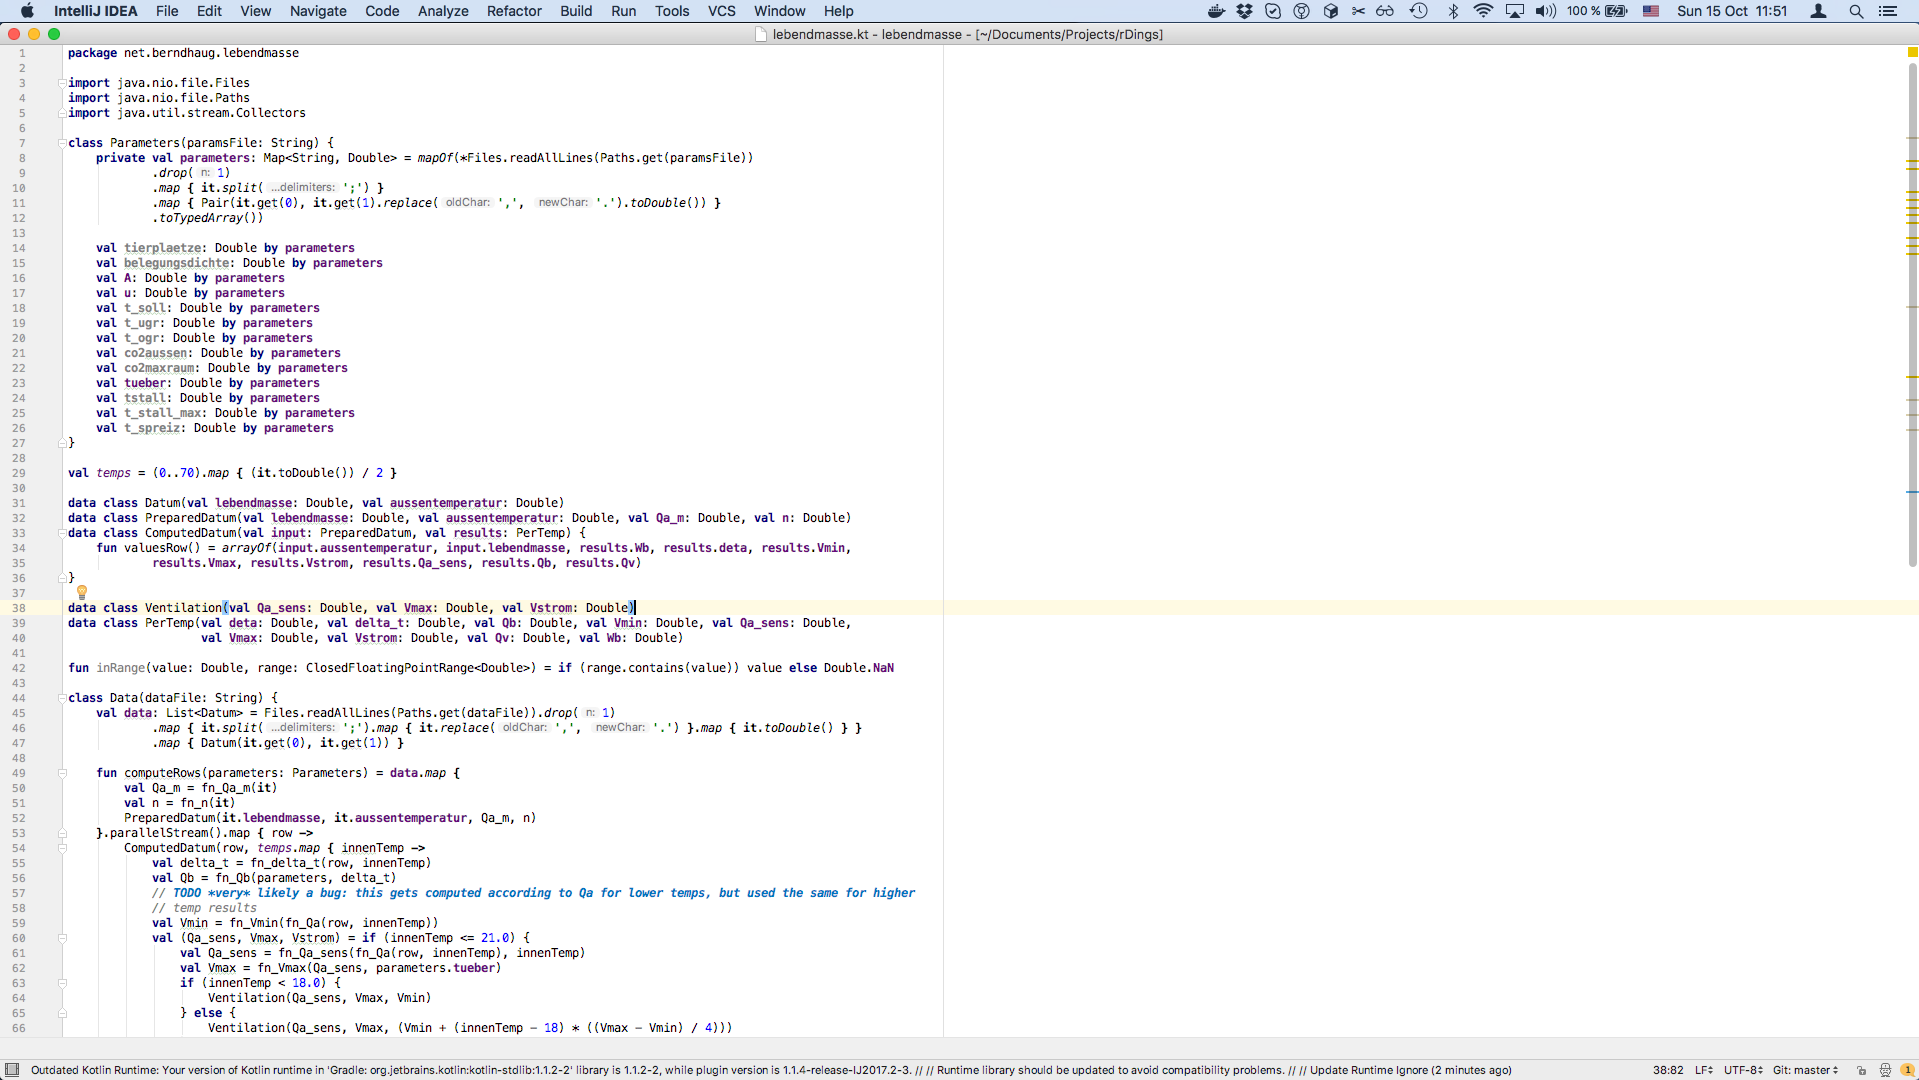 IntelliJ IDEA File Edit View Navigate Code Analyze Refactor Build Run Tools VCS Window Help 100 % Sun 15 Oct 11:51
lebendmasse.kt - lebendmasse - [~/Documents/Projects/rDings]
1 package net.berndhaug.lebendmasse
2
3 import java.nio.file.Files
4 import java.nio.file.Paths
5 import java.util.stream.Collectors
6
7 class Parameters(paramsFile: String) {
8 private val parameters: Map<String, Double> = mapOf(*Files.readAllLines(Paths.get(paramsFile))
9 .drop( n: 1)
10 .map { it.split( ...delimiters: ';') }
11 .map { Pair(it.get(0), it.get(1).replace( oldChar: ',', newChar: '.').toDouble()) }
12 .toTypedArray())
13
14 val tierplaetze: Double by parameters
15 val belegungsdichte: Double by parameters
16 val A: Double by parameters
17 val u: Double by parameters
18 val t_soll: Double by parameters
19 val t_ugr: Double by parameters
20 val t_ogr: Double by parameters
21 val co2aussen: Double by parameters
22 val co2maxraum: Double by parameters
23 val tueber: Double by parameters
24 val tstall: Double by parameters
25 val t_stall_max: Double by parameters
26 val t_spreiz: Double by parameters
27 }
28
29 val temps = (0..70).map { (it.toDouble()) / 2 }
30
31 data class Datum(val lebendmasse: Double, val aussentemperatur: Double)
32 data class PreparedDatum(val lebendmasse: Double, val aussentemperatur: Double, val Qa_m: Double, val n: Double)
33 data class ComputedDatum(val input: PreparedDatum, val results: PerTemp) {
34 fun valuesRow() = arrayOf(input.aussentemperatur, input.lebendmasse, results.Wb, results.deta, results.Vmin,
35 results.Vmax, results.Vstrom, results.Qa_sens, results.Qb, results.Qv)
36 }
37
38 data class Ventilation(val Qa_sens: Double, val Vmax: Double, val Vstrom: Double)
39 data class PerTemp(val deta: Double, val delta_t: Double, val Qb: Double, val Vmin: Double, val Qa_sens: Double,
40 val Vmax: Double, val Vstrom: Double, val Qv: Double, val Wb: Double)
41
42 fun inRange(value: Double, range: ClosedFloatingPointRange<Double>) = if (range.contains(value)) value else Double.NaN
43
44 class Data(dataFile: String) {
45 val data: List<Datum> = Files.readAllLines(Paths.get(dataFile)).drop( n: 1)
46 .map { it.split( ...delimiters: ';').map { it.replace( oldChar: ',', newChar: '.') }.map { it.toDouble() } }
47 .map { Datum(it.get(0), it.get(1)) }
48
49 fun computeRows(parameters: Parameters) = data.map {
50 val Qa_m = fn_Qa_m(it)
51 val n = fn_n(it)
52 PreparedDatum(it.lebendmasse, it.aussentemperatur, Qa_m, n)
53 }.parallelStream().map { row ->
54 ComputedDatum(row, temps.map { innenTemp ->
55 val delta_t = fn_delta_t(row, innenTemp)
56 val Qb = fn_Qb(parameters, delta_t)
57 // TODO *very* likely a bug: this gets computed according to Qa for lower temps, but used the same for higher
58 // temp results
59 val Vmin = fn_Vmin(fn_Qa(row, innenTemp))
60 val (Qa_sens, Vmax, Vstrom) = if (innenTemp <= 21.0) {
61 val Qa_sens = fn_Qa_sens(fn_Qa(row, innenTemp), innenTemp)
62 val Vmax = fn_Vmax(Qa_sens, parameters.tueber)
63 if (innenTemp < 18.0) {
64 Ventilation(Qa_sens, Vmax, Vmin)
65 } else {
66 Ventilation(Qa_sens, Vmax, (Vmin + (innenTemp - 18) * ((Vmax - Vmin) / 4)))
Outdated Kotlin Runtime: Your version of Kotlin runtime in 'Gradle: org.jetbrains.kotlin:kotlin-stdlib:1.1.2-2' library is 1.1.2-2, while plugin version is 1.1.4-release-IJ2017.2-3. // // Runtime library should be updated to avoid compatibility problems. // // Update Runtime Ignore (2 minutes ago) 38:82 LF UTF-8 Git: master 1